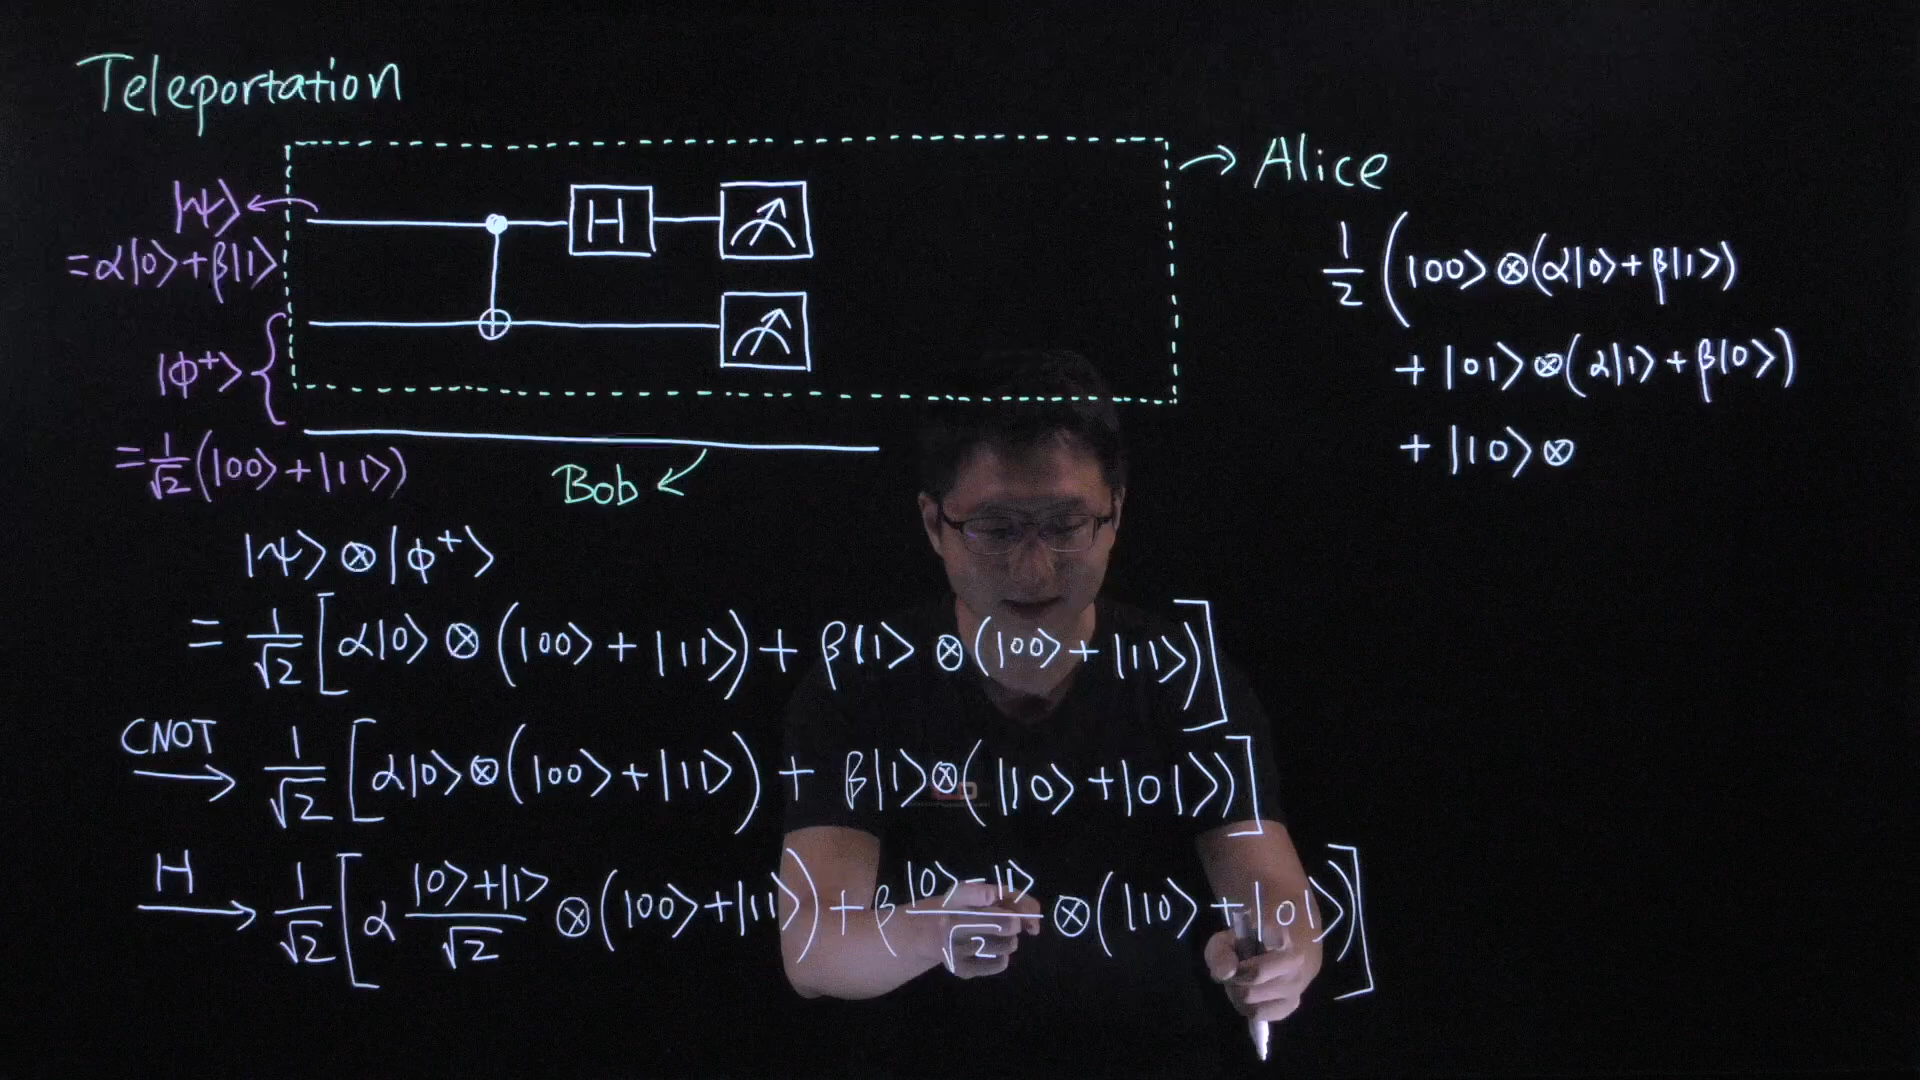 Teleportation
→ Alice
|ψ⟩ ←
H
= α|0⟩ + β|1⟩
|ϕ⁺⟩ {
= 1/√2 (|00⟩ + |11⟩)
Bob ↙
1/2 ( |00⟩ ⊗ (α|0⟩ + β|1⟩)
+ |01⟩ ⊗ (α|1⟩ + β|0⟩)
+ |10⟩ ⊗
|ψ⟩ ⊗ |ϕ⁺⟩
= 1/√2 [ α|0⟩ ⊗ (|00⟩ + |11⟩) + β|1⟩ ⊗ (|00⟩ + |11⟩) ]
CNOT → 1/√2 [ α|0⟩ ⊗ (|00⟩ + |11⟩) + β|1⟩ ⊗ (|10⟩ + |01⟩) ]
H → 1/√2 [ α (|0⟩ + |1⟩)/√2 ⊗ (|00⟩ + |11⟩) + β (|0⟩ − |1⟩)/√2 ⊗ (|10⟩ + |01⟩) ]